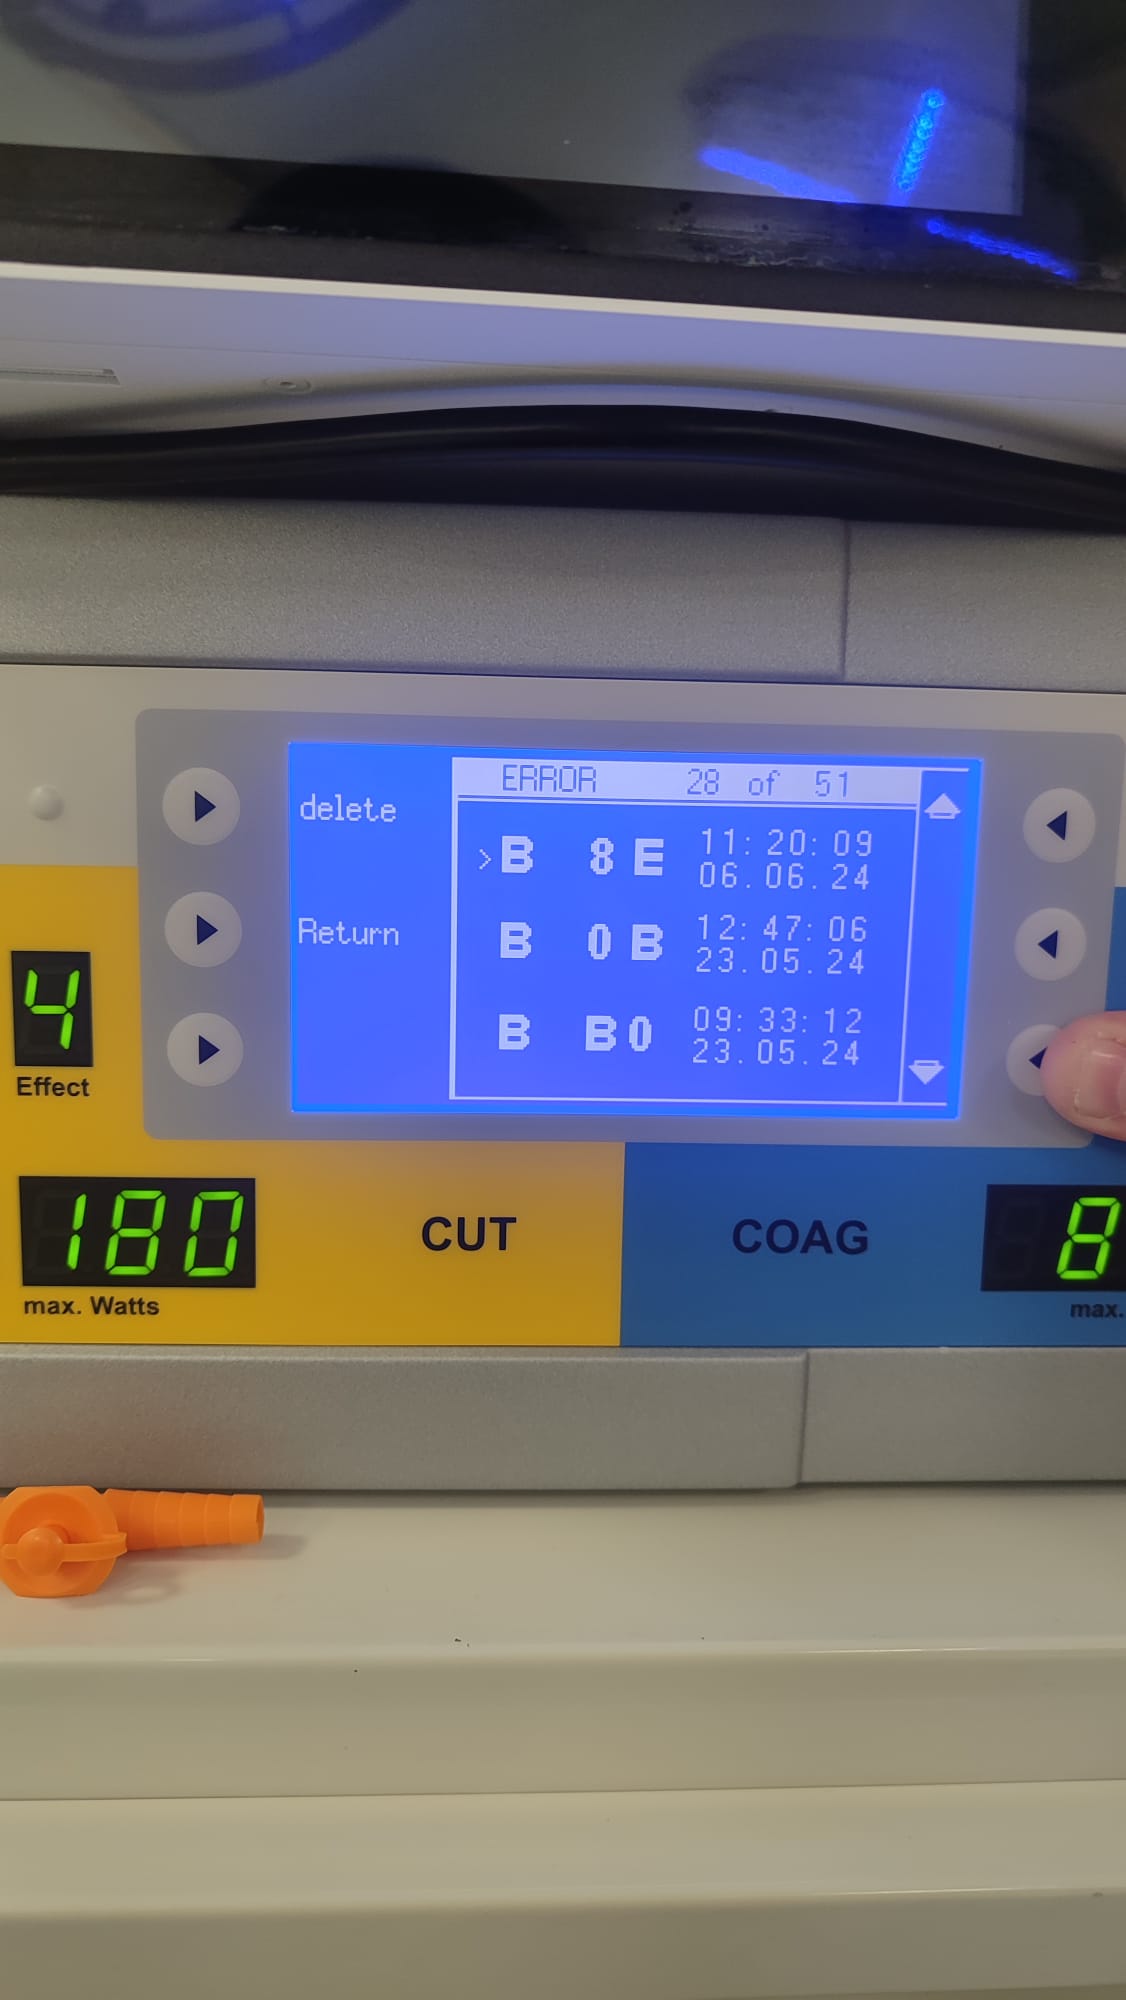 ERROR 28 of 51
delete
>B 8E 11:20:09
06.06.24
Return
B 0B 12:47:06
23.05.24
B B0 09:33:12
23.05.24
4
Effect
180
max. Watts
CUT
COAG
8
max.